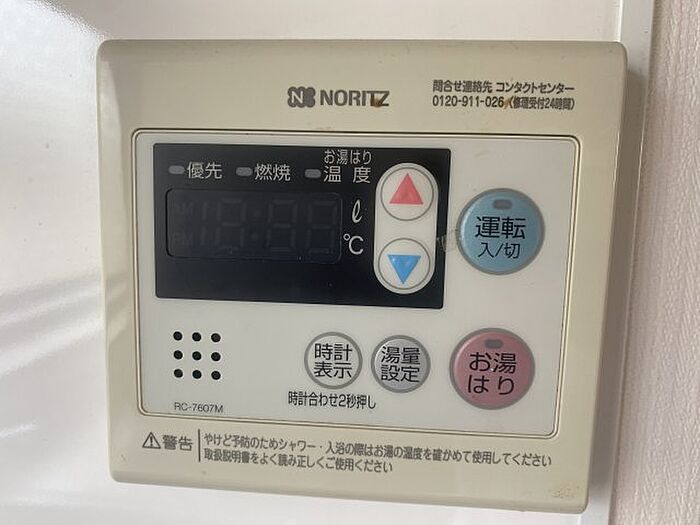 NORITZ
問合せ連絡先 コンタクトセンター
0120-911-026 (修理受付24時間)
優先 燃焼 お湯はり 温度
AM
PM
18:88
ℓ
℃
運転
入/切
時計
表示
湯量
設定
お湯
はり
時計合わせ2秒押し
RC-7607M
警告
やけど予防のためシャワー・入浴の際はお湯の温度を確かめて使用してください
取扱説明書をよく読み正しくご使用ください